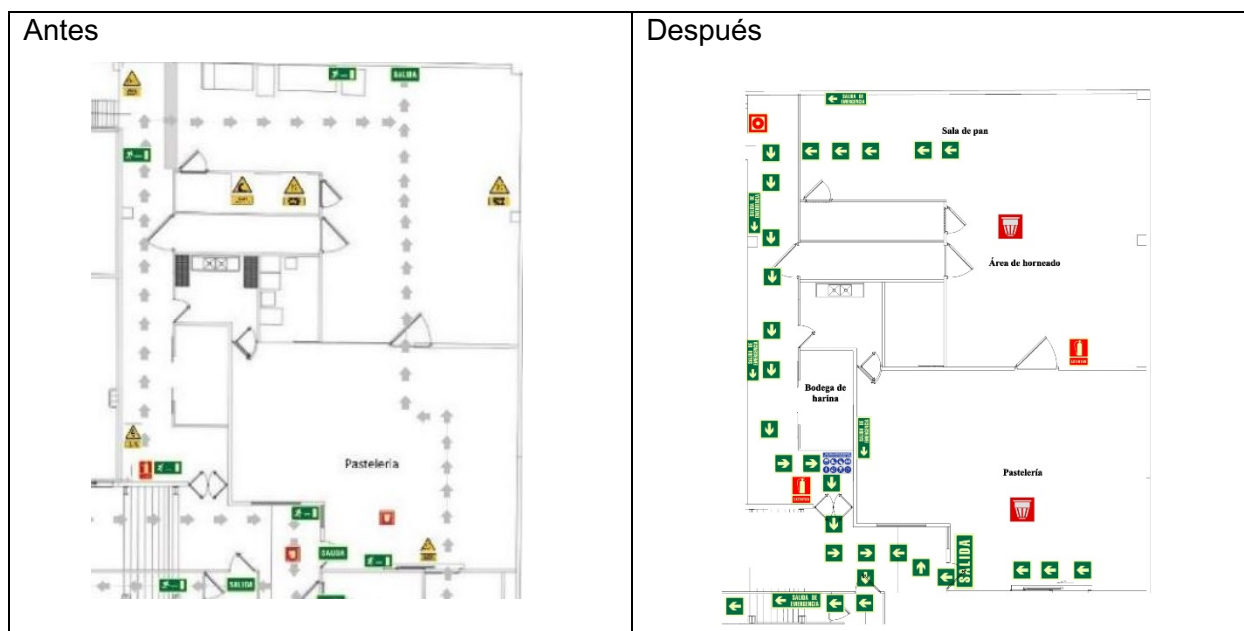 Antes
SALIDA
Pastelería
SALIDA
SALIDA
Después
SALIDA DE
EMERGENCIA
Sala de pan
SALIDA DE
EMERGENCIA
Área de horneado
SALIDA DE
EMERGENCIA
Bodega de
harina
SALIDA DE
EMERGENCIA
Pastelería
SALIDA
SALIDA DE
EMERGENCIA